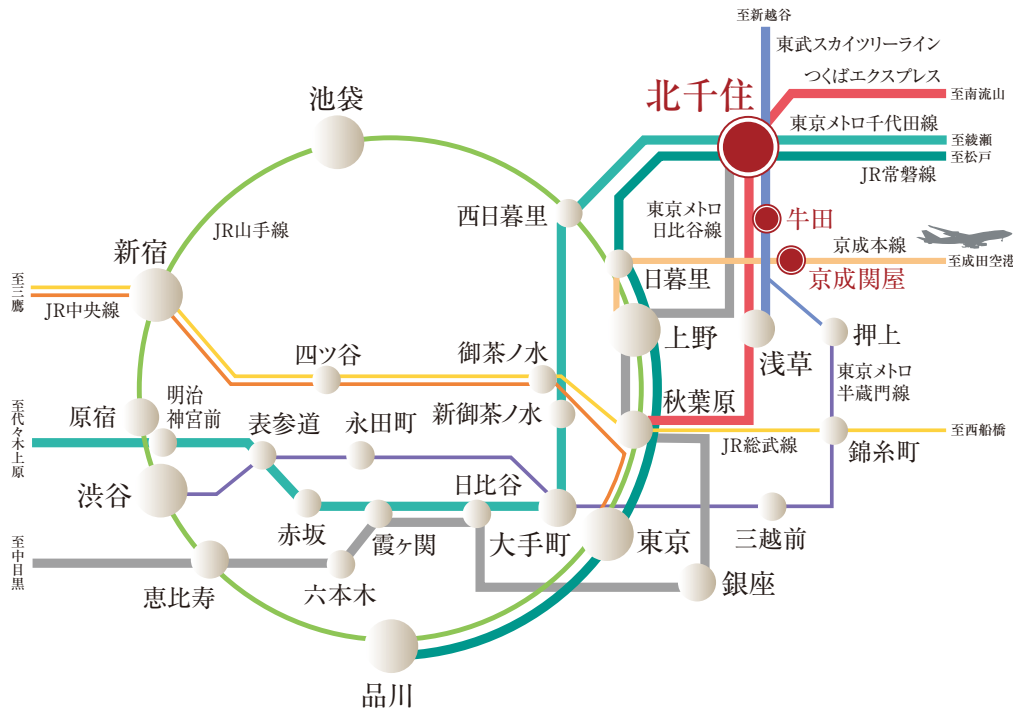 至新越谷
東武スカイツリーライン
つくばエクスプレス
至南流山
北千住
東京メトロ千代田線
至綾瀬
至松戸
JR常磐線
池袋
西日暮里
東京メトロ
日比谷線
牛田
JR山手線
京成本線
至成田空港
新宿
日暮里
京成関屋
至三鷹
JR中央線
上野
浅草
押上
四ツ谷
御茶ノ水
東京メトロ
半蔵門線
秋葉原
至代々木上原
原宿
明治
神宮前
表参道
永田町
新御茶ノ水
JR総武線
錦糸町
至西船橋
渋谷
日比谷
赤坂
霞ヶ関
大手町
東京
三越前
至中目黒
恵比寿
六本木
銀座
品川